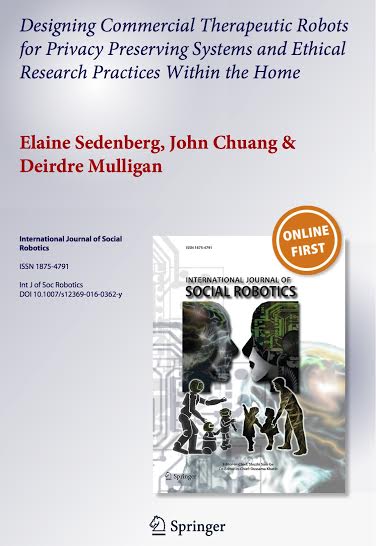 Designing Commercial Therapeutic Robots
for Privacy Preserving Systems and Ethical
Research Practices Within the Home
Elaine Sedenberg, John Chuang &
Deirdre Mulligan
International Journal of Social
Robotics
ISSN 1875-4791
Int J of Soc Robotics
DOI 10.1007/s12369-016-0362-y
ONLINE
FIRST
ISSN 1875-4791
INTERNATIONAL JOURNAL OF
SOCIAL ROBOTICS
Springer
Springer